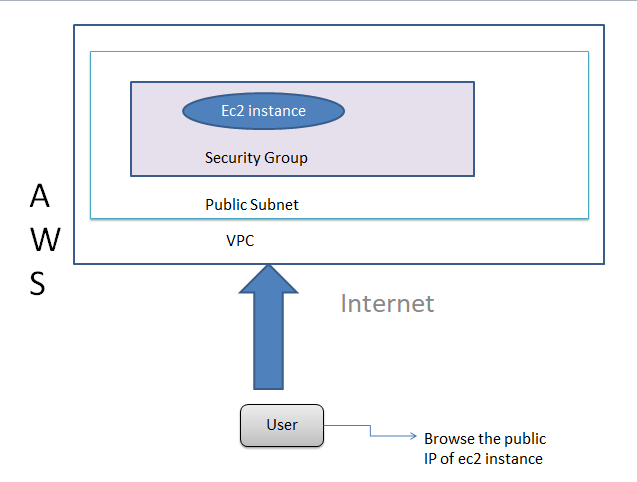 Ec2 instance
Security Group
Public Subnet
VPC
A
W
S
Internet
User
Browse the public
IP of ec2 instance